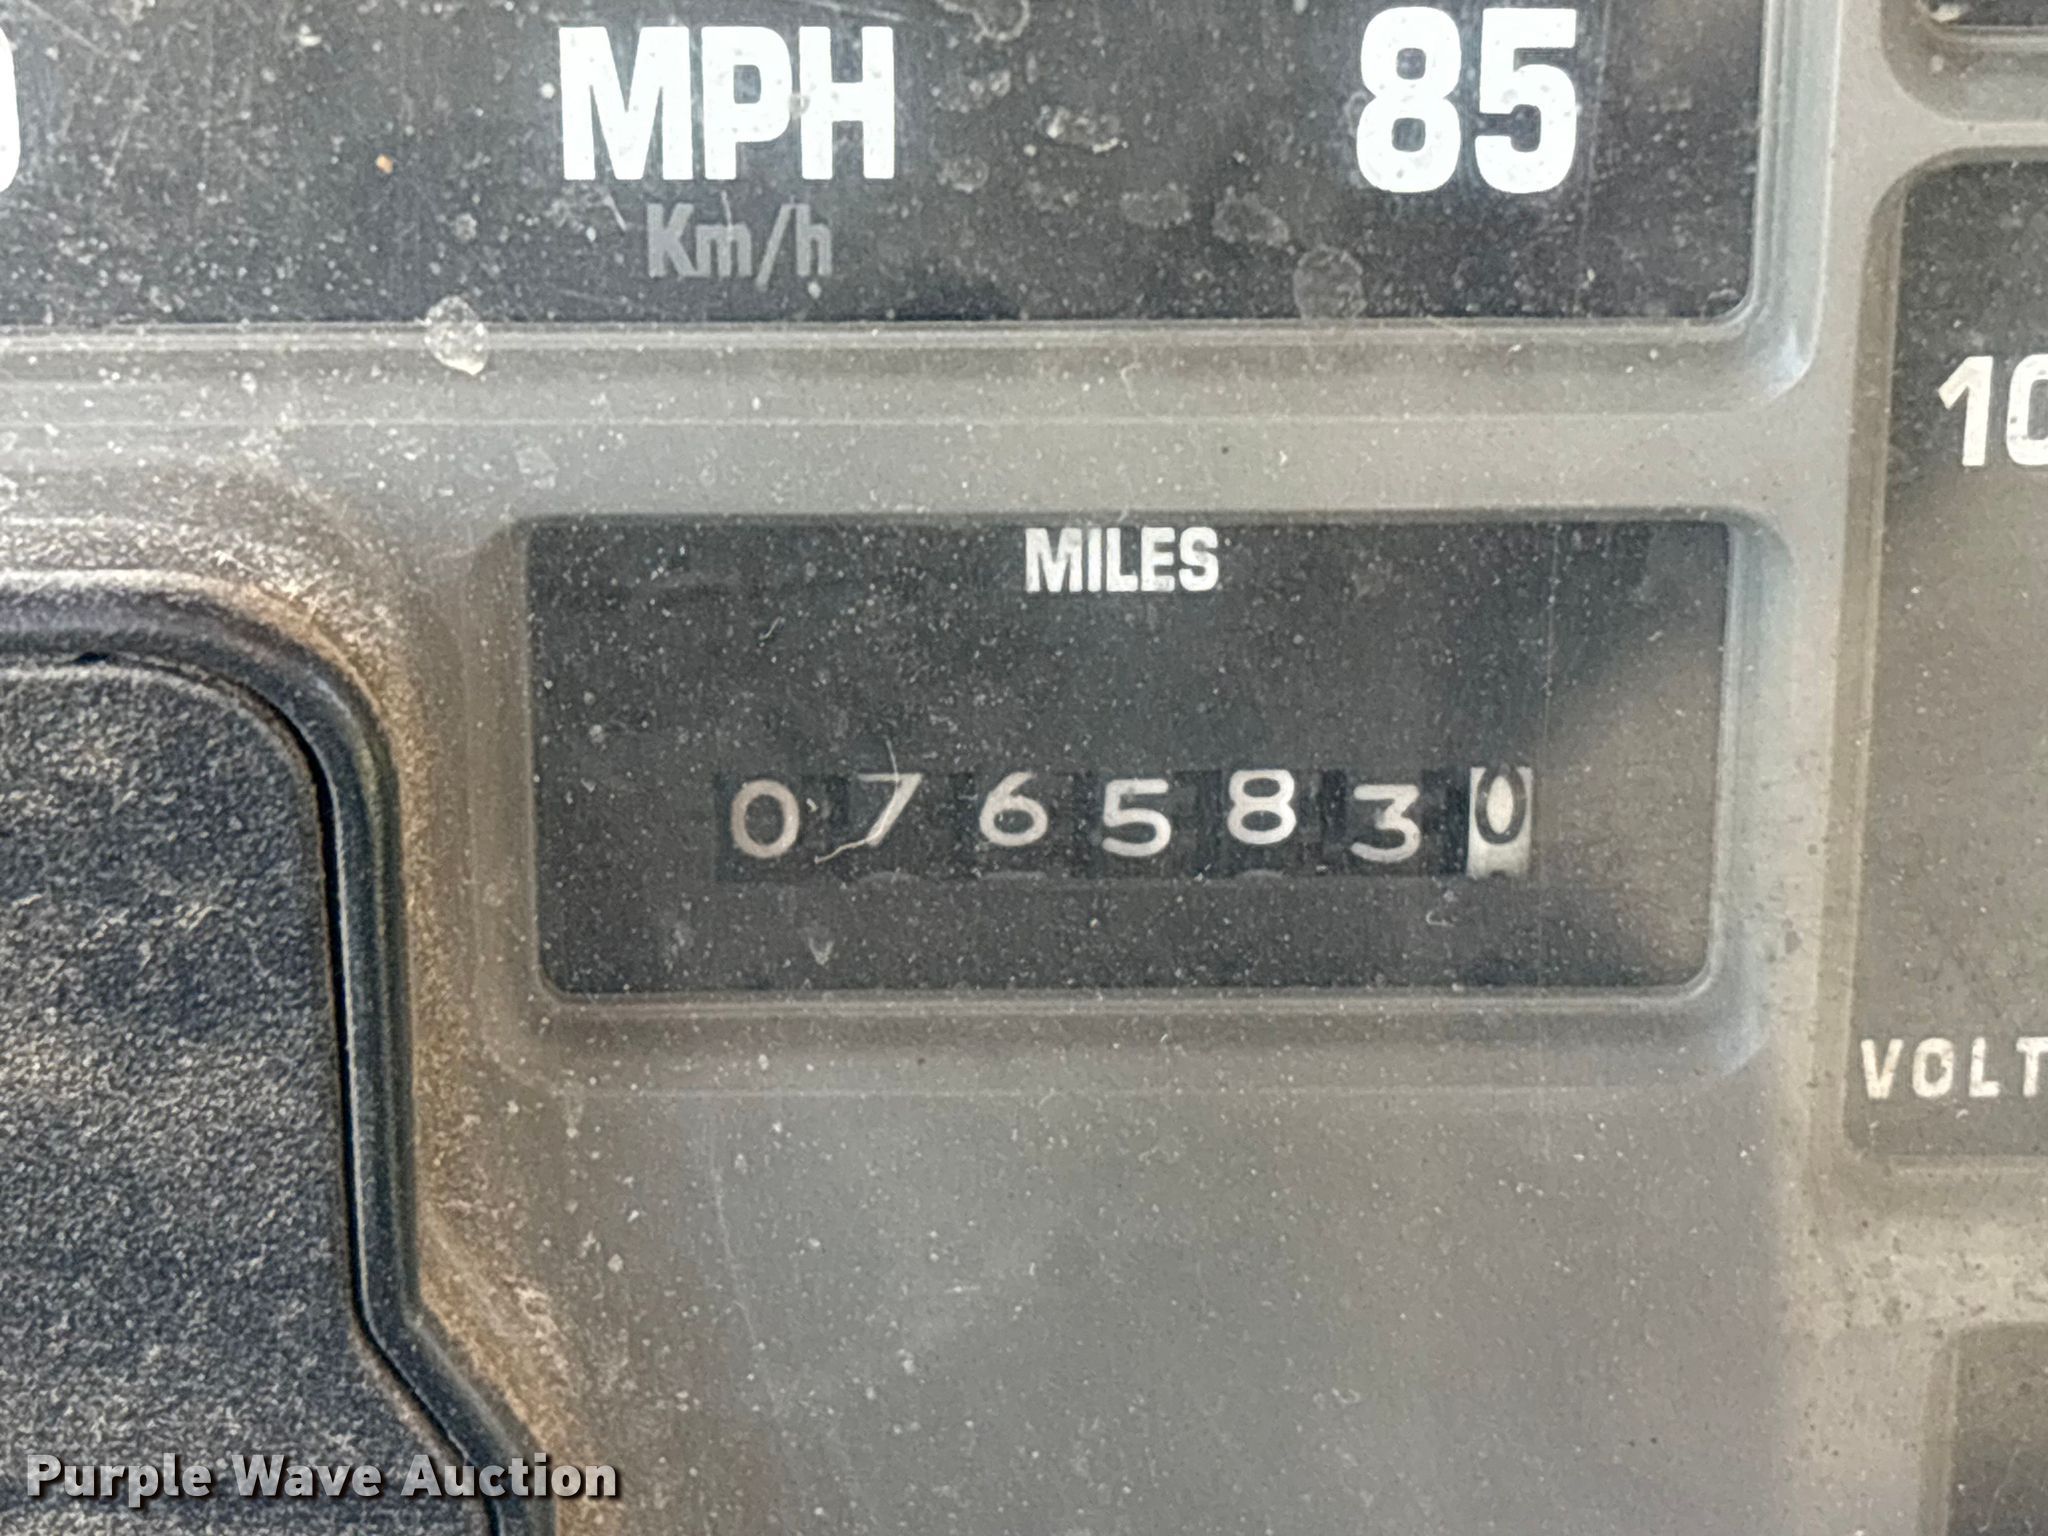 MPH 85
Km/h
10
MILES
0765830
VOLT
Purple Wave Auction